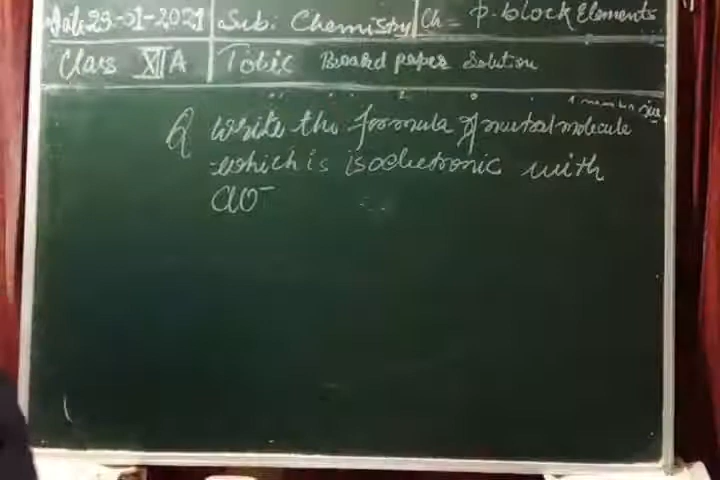 Date 29-01-2021 Sub: Chemistry Ch - P-block Elements
Class XII A Topic Board paper Solution
Q Write the formula of neutral molecule
which is isoelectronic with
ClO⁻